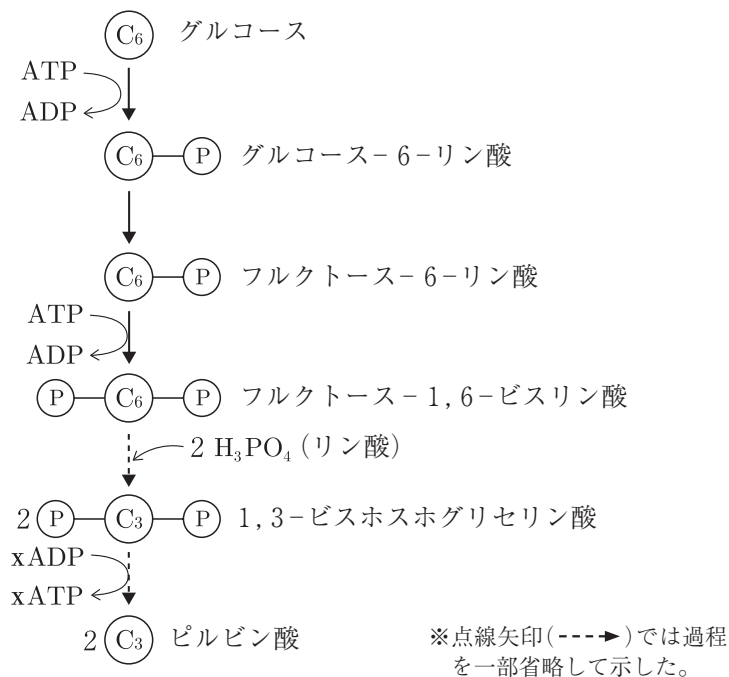 C₆ グルコース
ATP
ADP
C₆ P グルコース－6－リン酸
C₆ P フルクトース－6－リン酸
ATP
ADP
P C₆ P フルクトース－1,6－ビスリン酸
2 H₃PO₄(リン酸)
2 P C₃ P 1,3－ビスホスホグリセリン酸
xADP
xATP
2 C₃ ピルビン酸
※点線矢印( )では過程
を一部省略して示した。